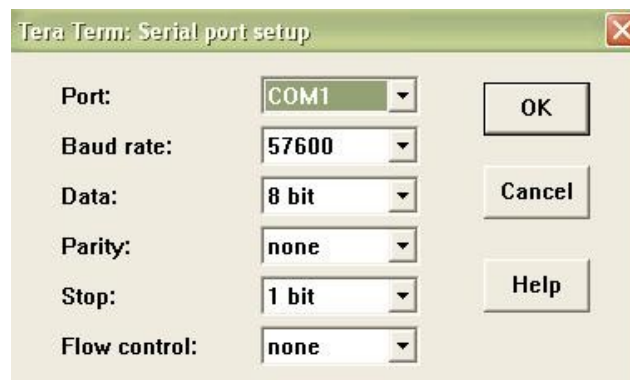 Tera Term: Serial port setup
Port: COM1
OK
Baud rate: 57600
Data: 8 bit
Cancel
Parity: none
Stop: 1 bit
Help
Flow control: none